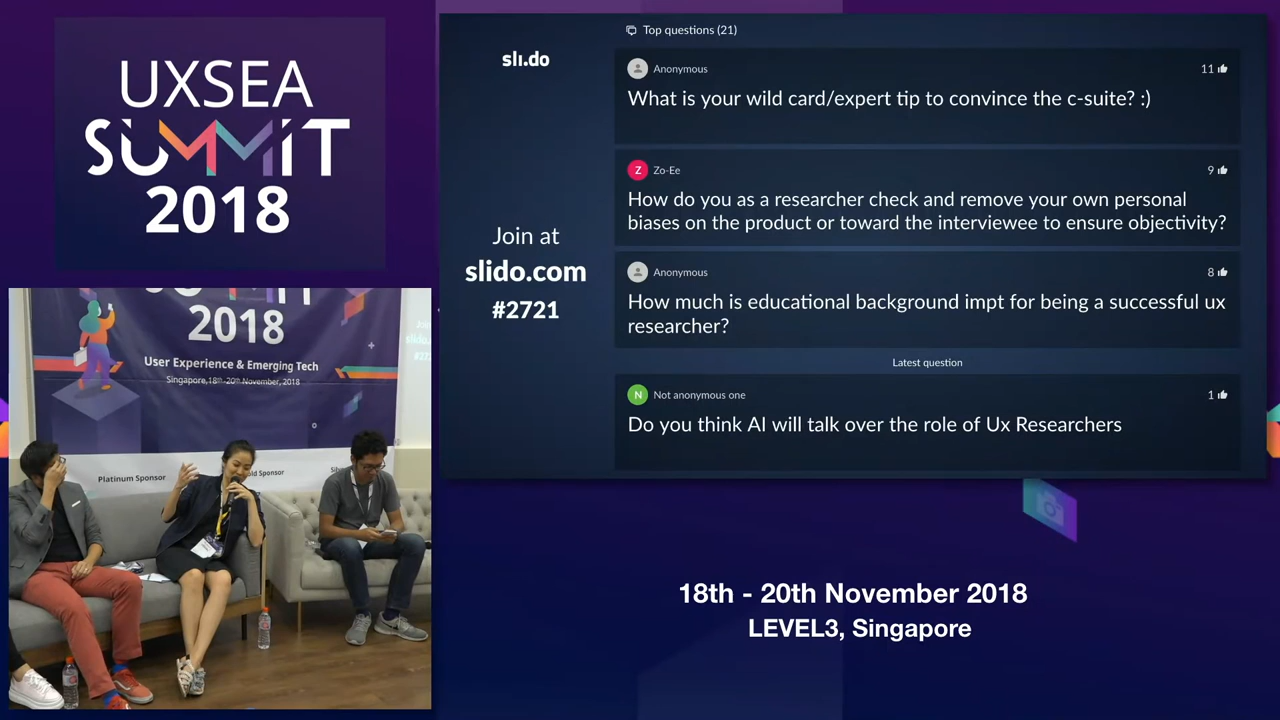 UXSEA
SUMMIT
2018
sli.do
Join at
slido.com
#2721
Top questions (21)
Anonymous
11
What is your wild card/expert tip to convince the c-suite? :)
Z
Zo-Ee
9
How do you as a researcher check and remove your own personal
biases on the product or toward the interviewee to ensure objectivity?
Anonymous
8
How much is educational background impt for being a successful ux
researcher?
Latest question
N
Not anonymous one
1
Do you think AI will talk over the role of Ux Researchers
2018
User Experience & Emerging Tech
Singapore, 18th -20th November, 2018
Platinum Sponsor
Sponsor
18th - 20th November 2018
LEVEL3, Singapore